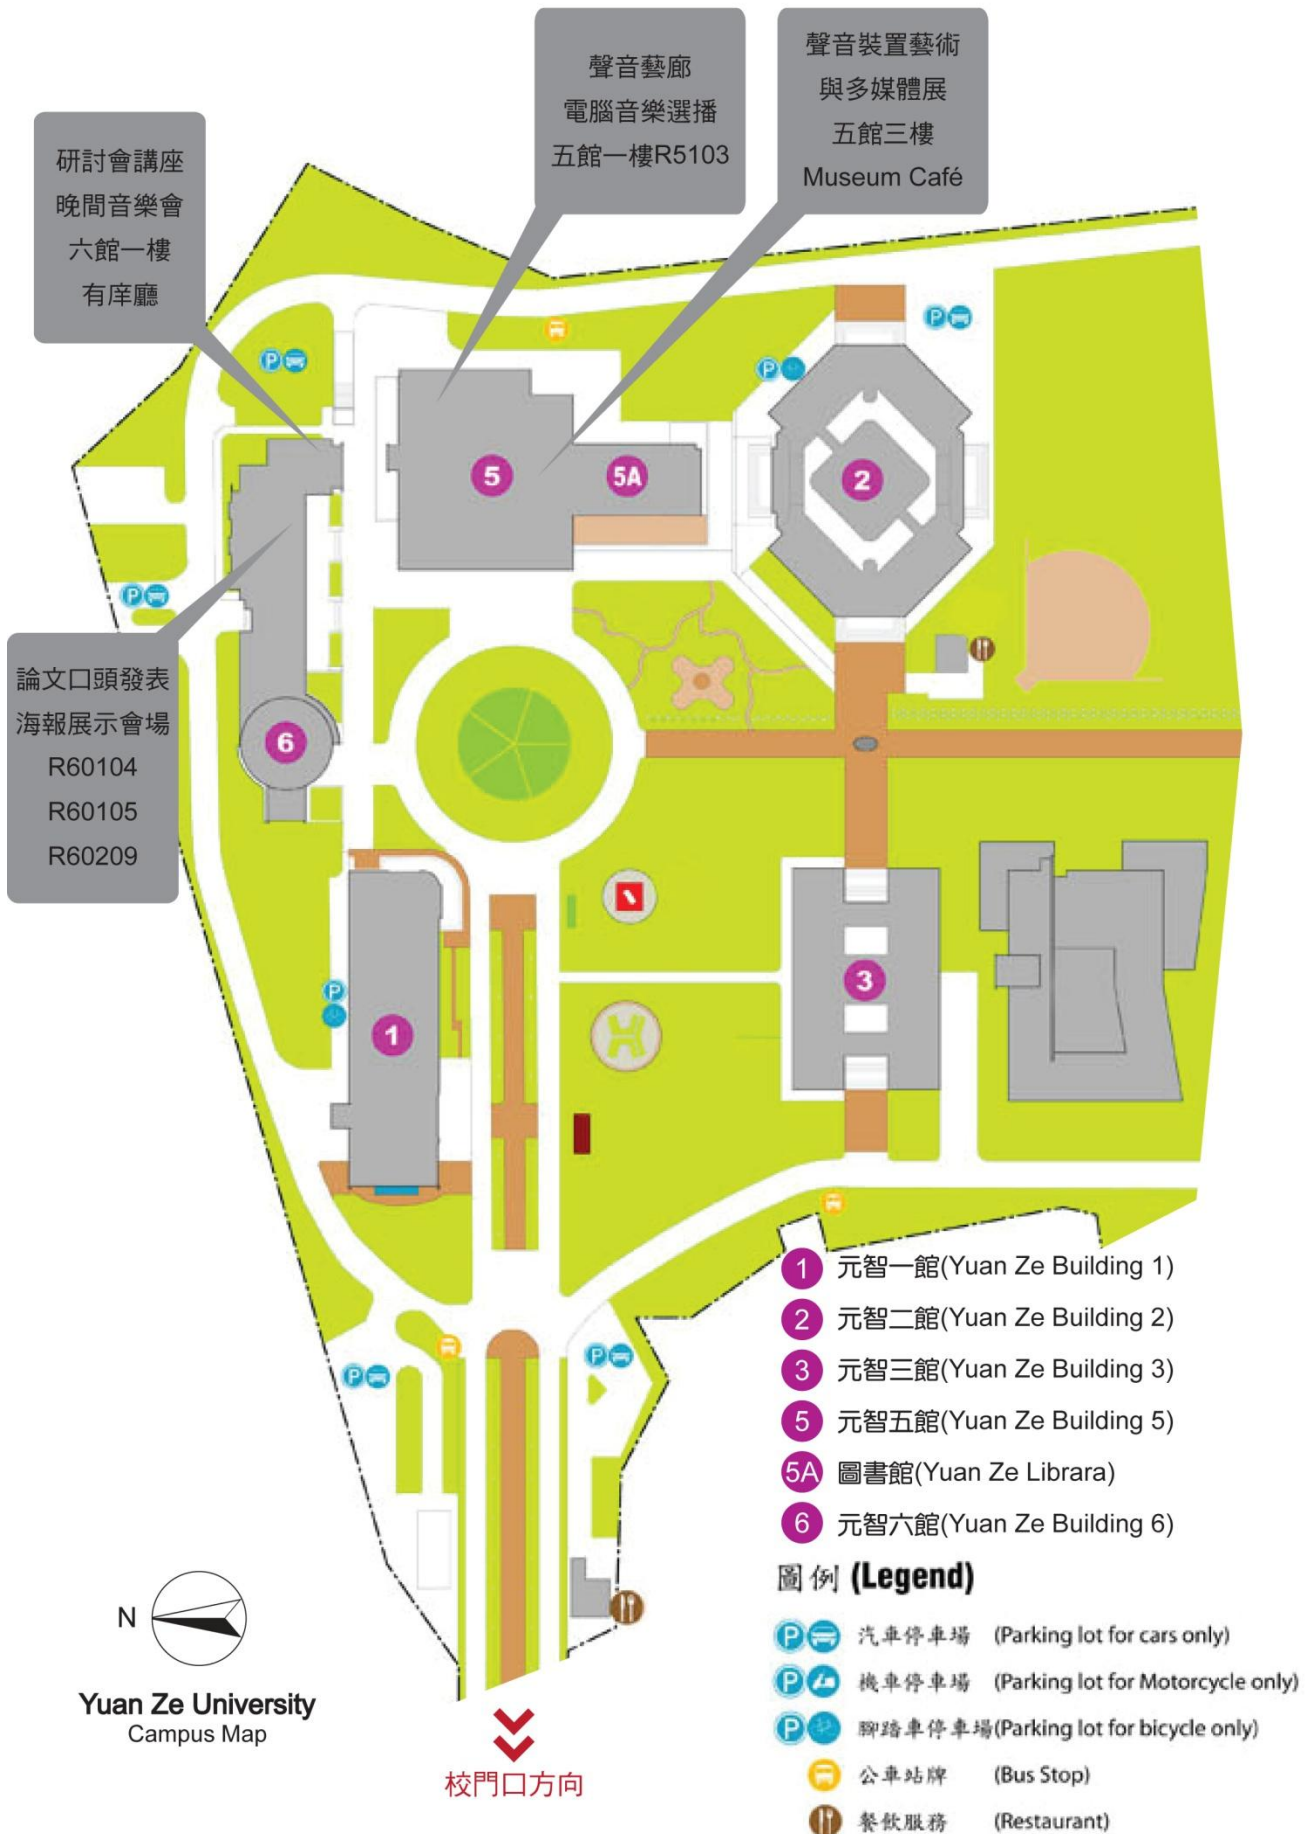 聲音藝廊
電腦音樂選播
五館一樓R5103
聲音裝置藝術
與多媒體展
五館三樓
Museum Café
研討會講座
晚間音樂會
六館一樓
有庠廳
論文口頭發表
海報展示會場
R60104
R60105
R60209
5
5A
2
6
3
1
P
P
P
P
P
P
P
1 元智一館(Yuan Ze Building 1)
2 元智二館(Yuan Ze Building 2)
3 元智三館(Yuan Ze Building 3)
5 元智五館(Yuan Ze Building 5)
5A 圖書館(Yuan Ze Librara)
6 元智六館(Yuan Ze Building 6)
圖例 (Legend)
P 汽車停車場 (Parking lot for cars only)
P 機車停車場 (Parking lot for Motorcycle only)
P 腳踏車停車場(Parking lot for bicycle only)
公車站牌 (Bus Stop)
餐飲服務 (Restaurant)
N
Yuan Ze University
Campus Map
校門口方向